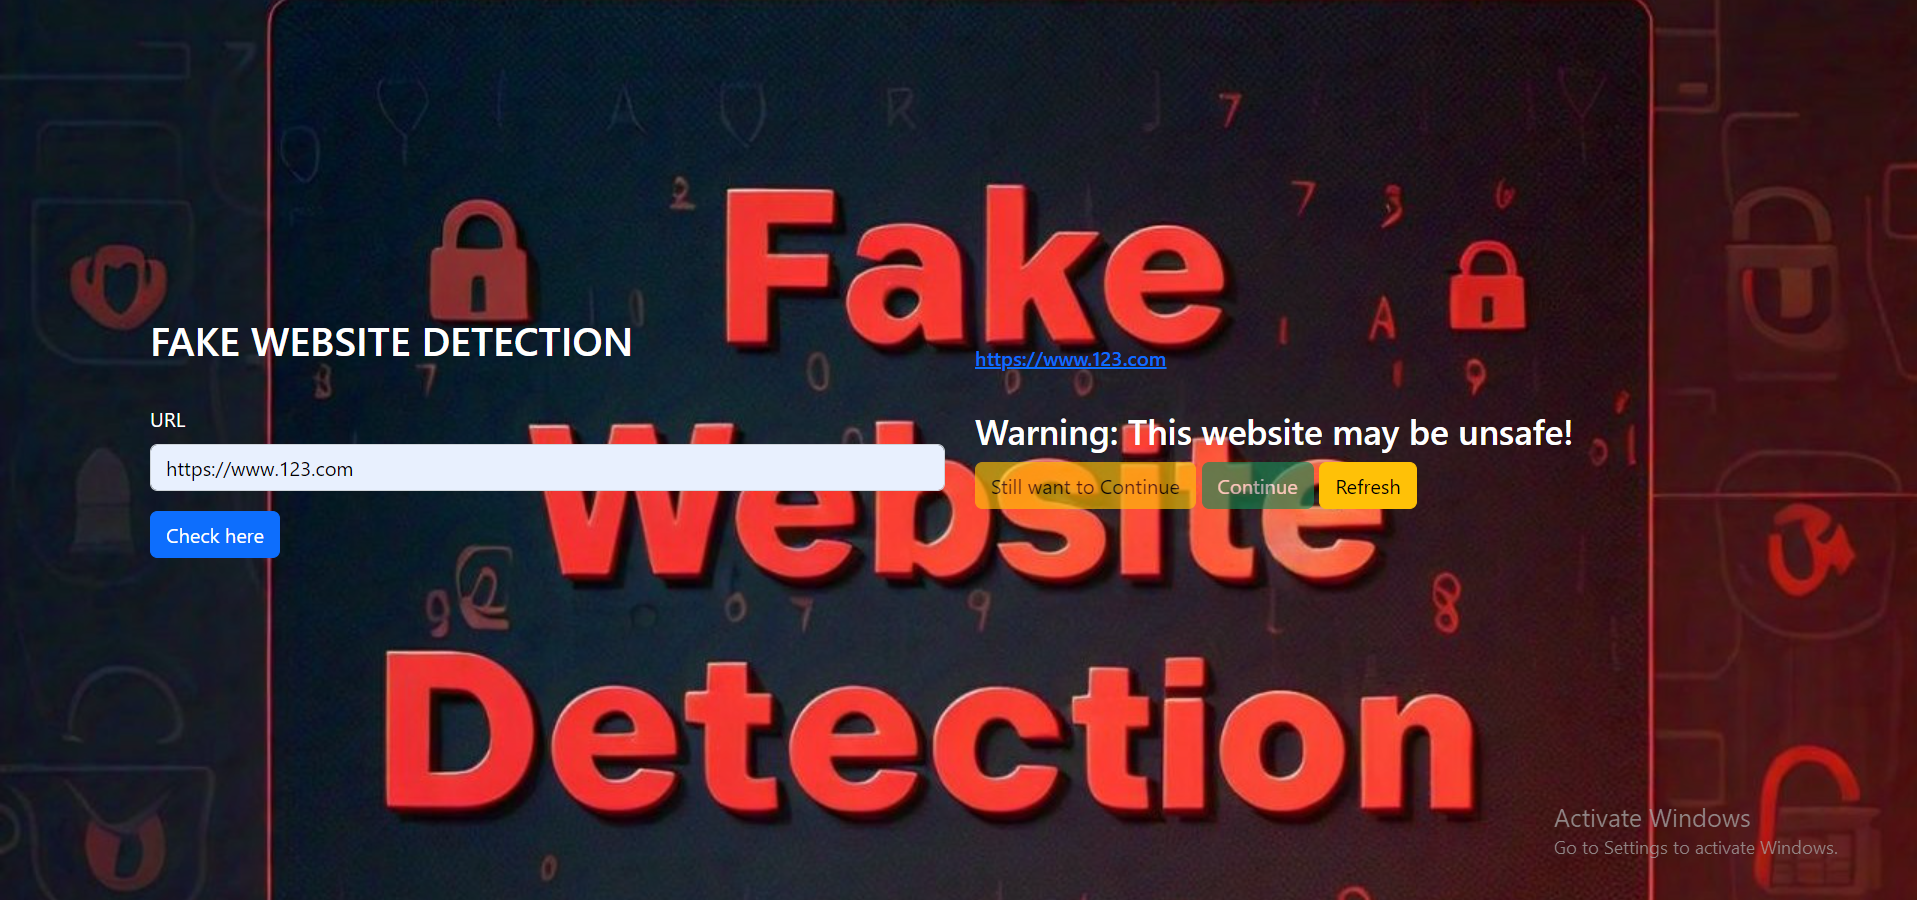 Fake
Website
Detection
FAKE WEBSITE DETECTION
URL
https://www.123.com
Check here
https://www.123.com
Warning: This website may be unsafe!
Still want to Continue
Continue
Refresh
Activate Windows
Go to Settings to activate Windows.